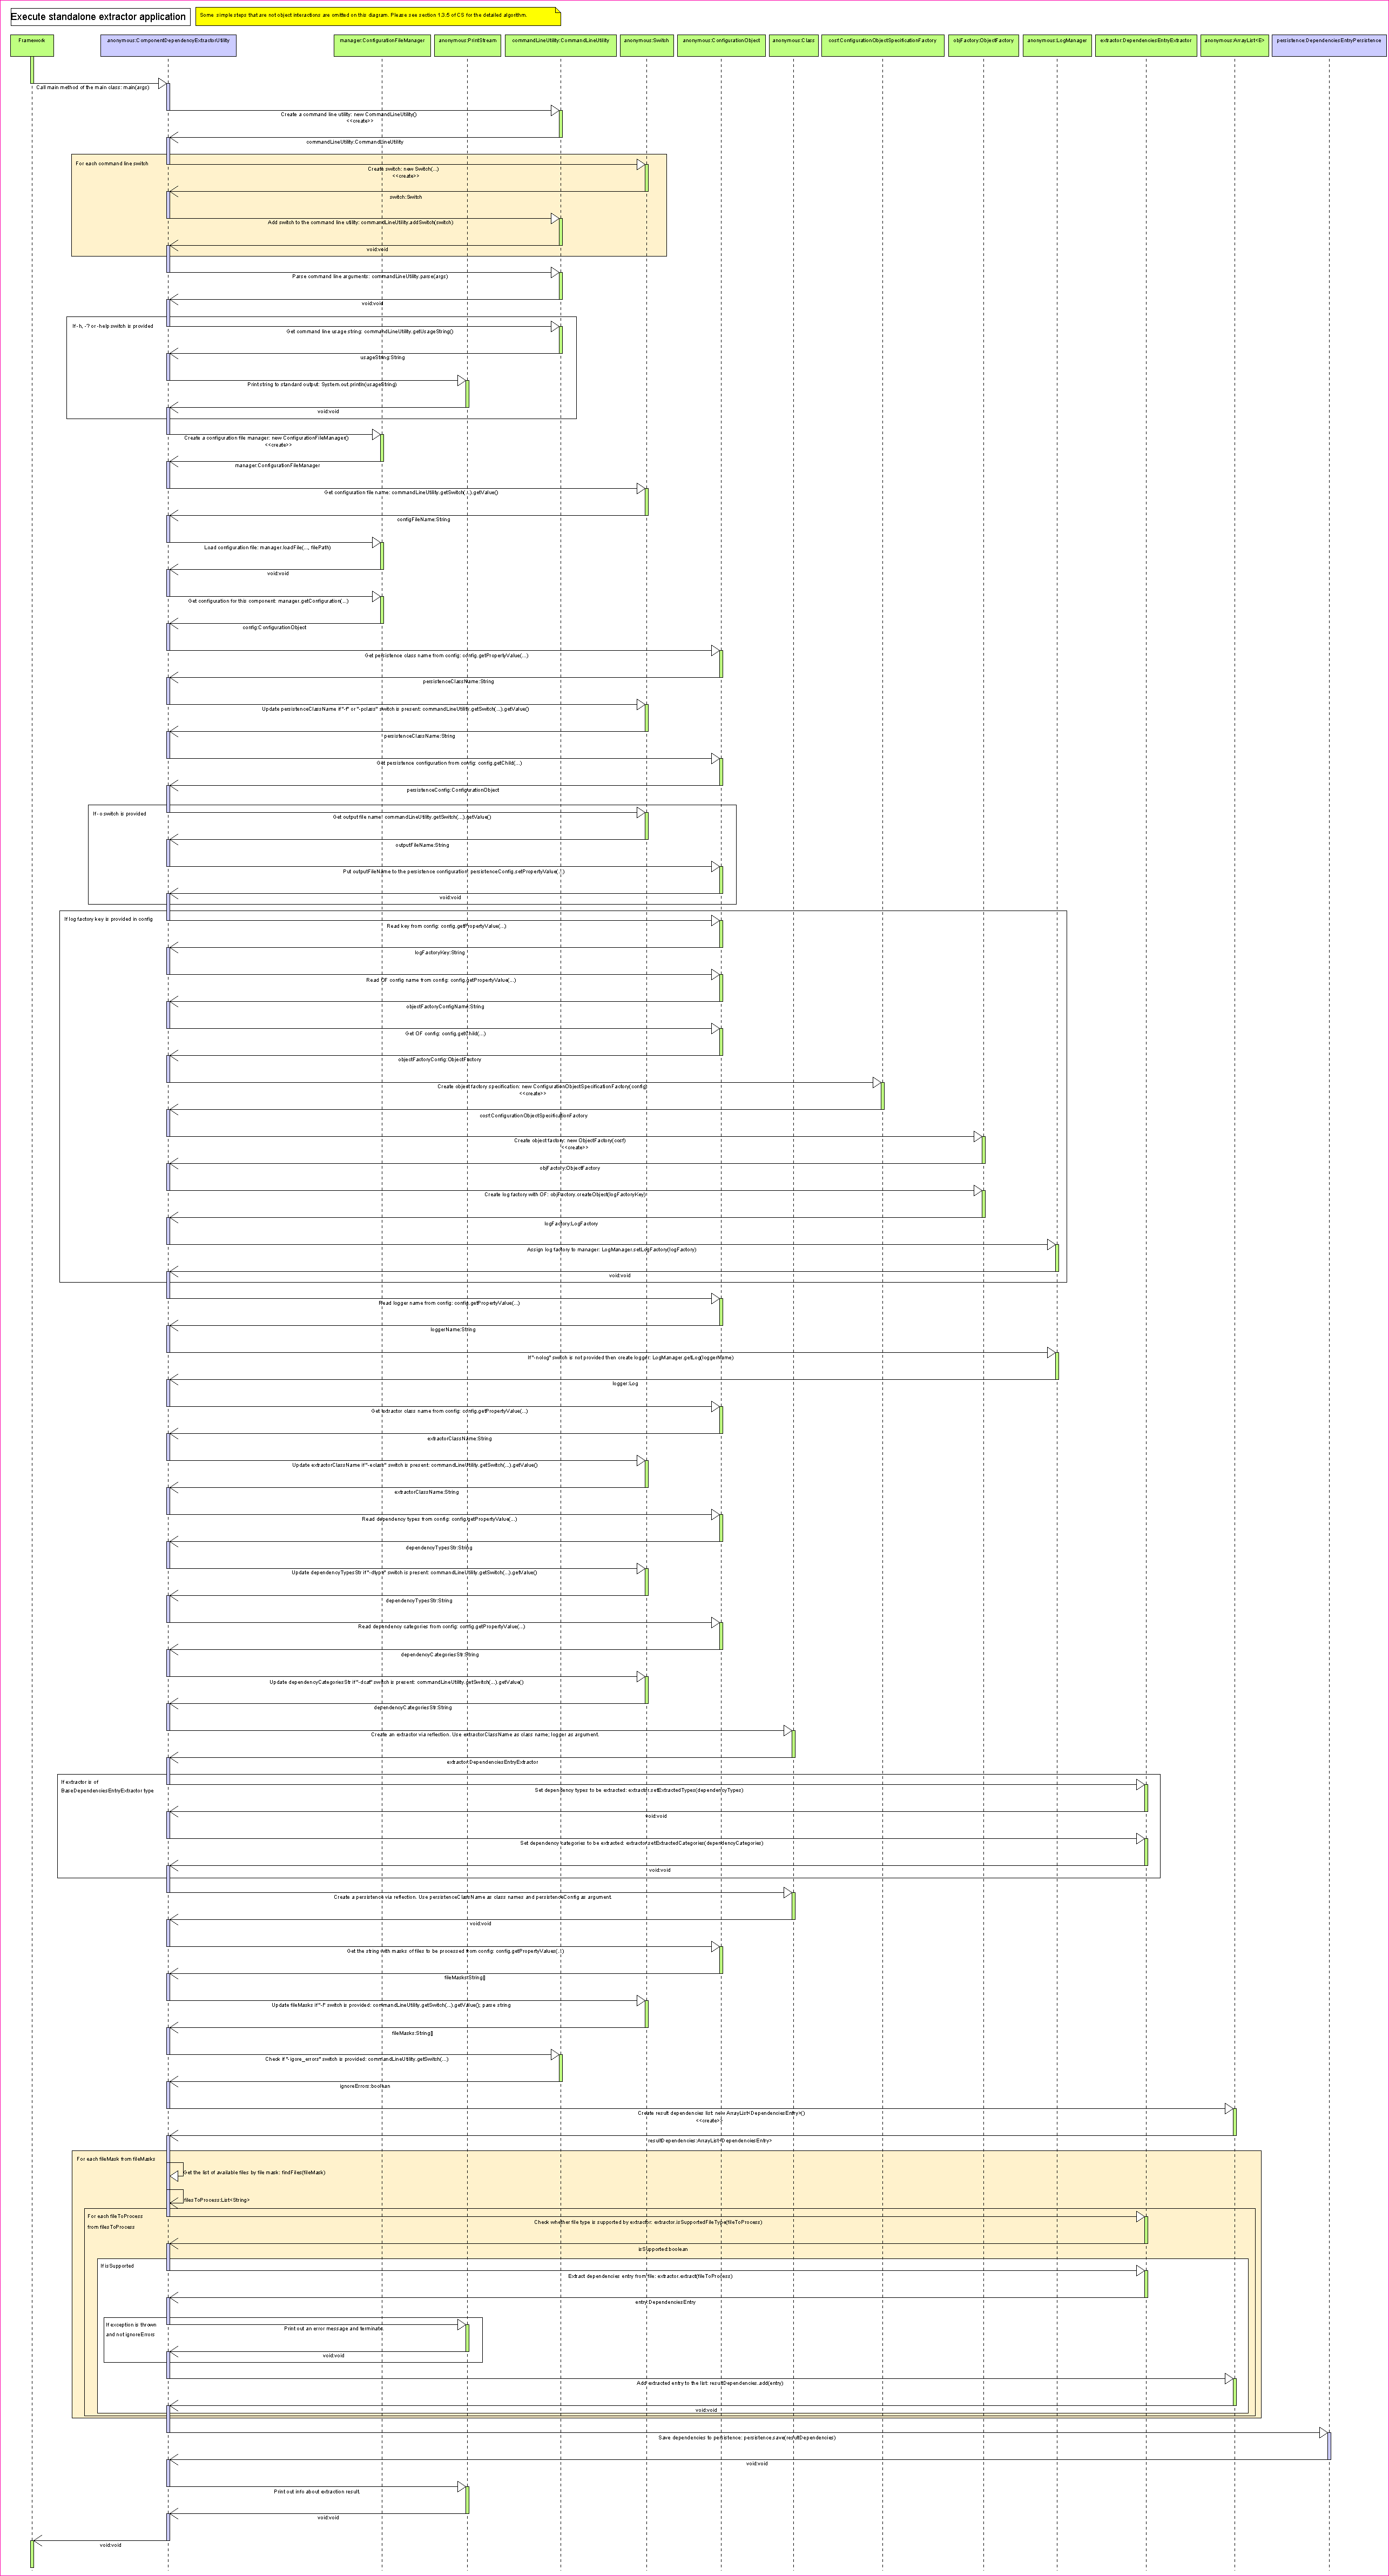 Execute standalone extractor application
Some simple steps that are not object interactions are omitted on this diagram. Please see section 1.3.5 of CS for the detailed algorithm.
Framework
anonymous:ComponentDependencyExtractorUtility
manager:ConfigurationFileManager
anonymous:PrintStream
commandLineUtility:CommandLineUtility
anonymous:Switch
anonymous:ConfigurationObject
anonymous:Class
cosf:ConfigurationObjectSpecificationFactory
objFactory:ObjectFactory
anonymous:LogManager
extractor:DependenciesEntryExtractor
anonymous:ArrayList<E>
persistence:DependenciesEntryPersistence
Call main method of the main class: main(args)
Create a command line utility: new CommandLineUtility()
<<create>>
commandLineUtility:CommandLineUtility
For each command line switch
Create switch: new Switch(...)
<<create>>
switch:Switch
Add switch to the command line utility: commandLineUtility.addSwitch(switch)
void:void
Parse command line arguments: commandLineUtility.parse(args)
void:void
If -h, -? or -help switch is provided
Get command line usage string: commandLineUtility.getUsageString()
usageString:String
Print string to standard output: System.out.println(usageString)
void:void
Create a configuration file manager: new ConfigurationFileManager()
<<create>>
manager:ConfigurationFileManager
Get configuration file name: commandLineUtility.getSwitch(...).getValue()
configFileName:String
Load configuration file: manager.loadFile(..., filePath)
void:void
Get configuration for this component: manager.getConfiguration(...)
config:ConfigurationObject
Get persistence class name from config: config.getPropertyValue(...)
persistenceClassName:String
Update persistenceClassName if "-f" or "-pclass" switch is present: commandLineUtility.getSwitch(...).getValue()
persistenceClassName:String
Get persistence configuration from config: config.getChild(...)
persistenceConfig:ConfigurationObject
If -o switch is provided
Get output file name: commandLineUtility.getSwitch(...).getValue()
outputFileName:String
Put outputFileName to the persistence configuration: persistenceConfig.setPropertyValue(...)
void:void
If log factory key is provided in config
Read key from config: config.getPropertyValue(...)
logFactoryKey:String
Read OF config name from config: config.getPropertyValue(...)
objectFactoryConfigName:String
Get OF config: config.getChild(...)
objectFactoryConfig:ObjectFactory
Create object factory specification: new ConfigurationObjectSpecificationFactory(config)
<<create>>
cosf:ConfigurationObjectSpecificationFactory
Create object factory: new ObjectFactory(cosf)
<<create>>
objFactory:ObjectFactory
Create log factory with OF: objFactory.createObject(logFactoryKey)
logFactory:LogFactory
Assign log factory to manager: LogManager.setLogFactory(logFactory)
void:void
Read logger name from config: config.getPropertyValue(...)
loggerName:String
If "-nolog" switch is not provided then create logger: LogManager.getLog(loggerName)
logger:Log
Get extractor class name from config: config.getPropertyValue(...)
extractorClassName:String
Update extractorClassName if "-eclass" switch is present: commandLineUtility.getSwitch(...).getValue()
extractorClassName:String
Read dependency types from config: config.getPropertyValue(...)
dependencyTypesStr:String
Update dependencyTypesStr if "-dtype" switch is present: commandLineUtility.getSwitch(...).getValue()
dependencyTypesStr:String
Read dependency categories from config: config.getPropertyValue(...)
dependencyCategoriesStr:String
Update dependencyCategoriesStr if "-dcat" switch is present: commandLineUtility.getSwitch(...).getValue()
dependencyCategoriesStr:String
Create an extractor via reflection. Use extractorClassName as class name, logger as argument.
extractor:DependenciesEntryExtractor
If extractor is of
BaseDependenciesEntryExtractor type
Set dependency types to be extracted: extractor.setExtractedTypes(dependencyTypes)
void:void
Set dependency categories to be extracted: extractor.setExtractedCategories(dependencyCategories)
void:void
Create a persistence via reflection. Use persistenceClassName as class names and persistenceConfig as argument.
void:void
Get the string with masks of files to be processed from config: config.getPropertyValues(...)
fileMasks:String[]
Update fileMasks if "-i" switch is provided: commandLineUtility.getSwitch(...).getValue(); parse string
fileMasks:String[]
Check if "-igore_errors" switch is provided: commandLineUtility.getSwitch(...)
ignoreErrors:boolean
Create result dependencies list: new ArrayList<DependenciesEntry>()
<<create>>
resultDependencies:ArrayList<DependenciesEntry>
For each fileMask from fileMasks
Get the list of available files by file mask: findFiles(fileMask)
filesToProcess:List<String>
For each fileToProcess
from filesToProcess
Check whether file type is supported by extractor: extractor.isSupportedFileType(fileToProcess)
isSupported:boolean
If isSupported
Extract dependencies entry from file: extractor.extract(fileToProcess)
entry:DependenciesEntry
If exception is thrown
and not ignoreErrors
Print out an error message and terminate.
void:void
Add extracted entry to the list: resultDependencies.add(entry)
void:void
Save dependencies to persistence: persistence.save(resultDependencies)
void:void
Print out info about extraction result.
void:void
void:void